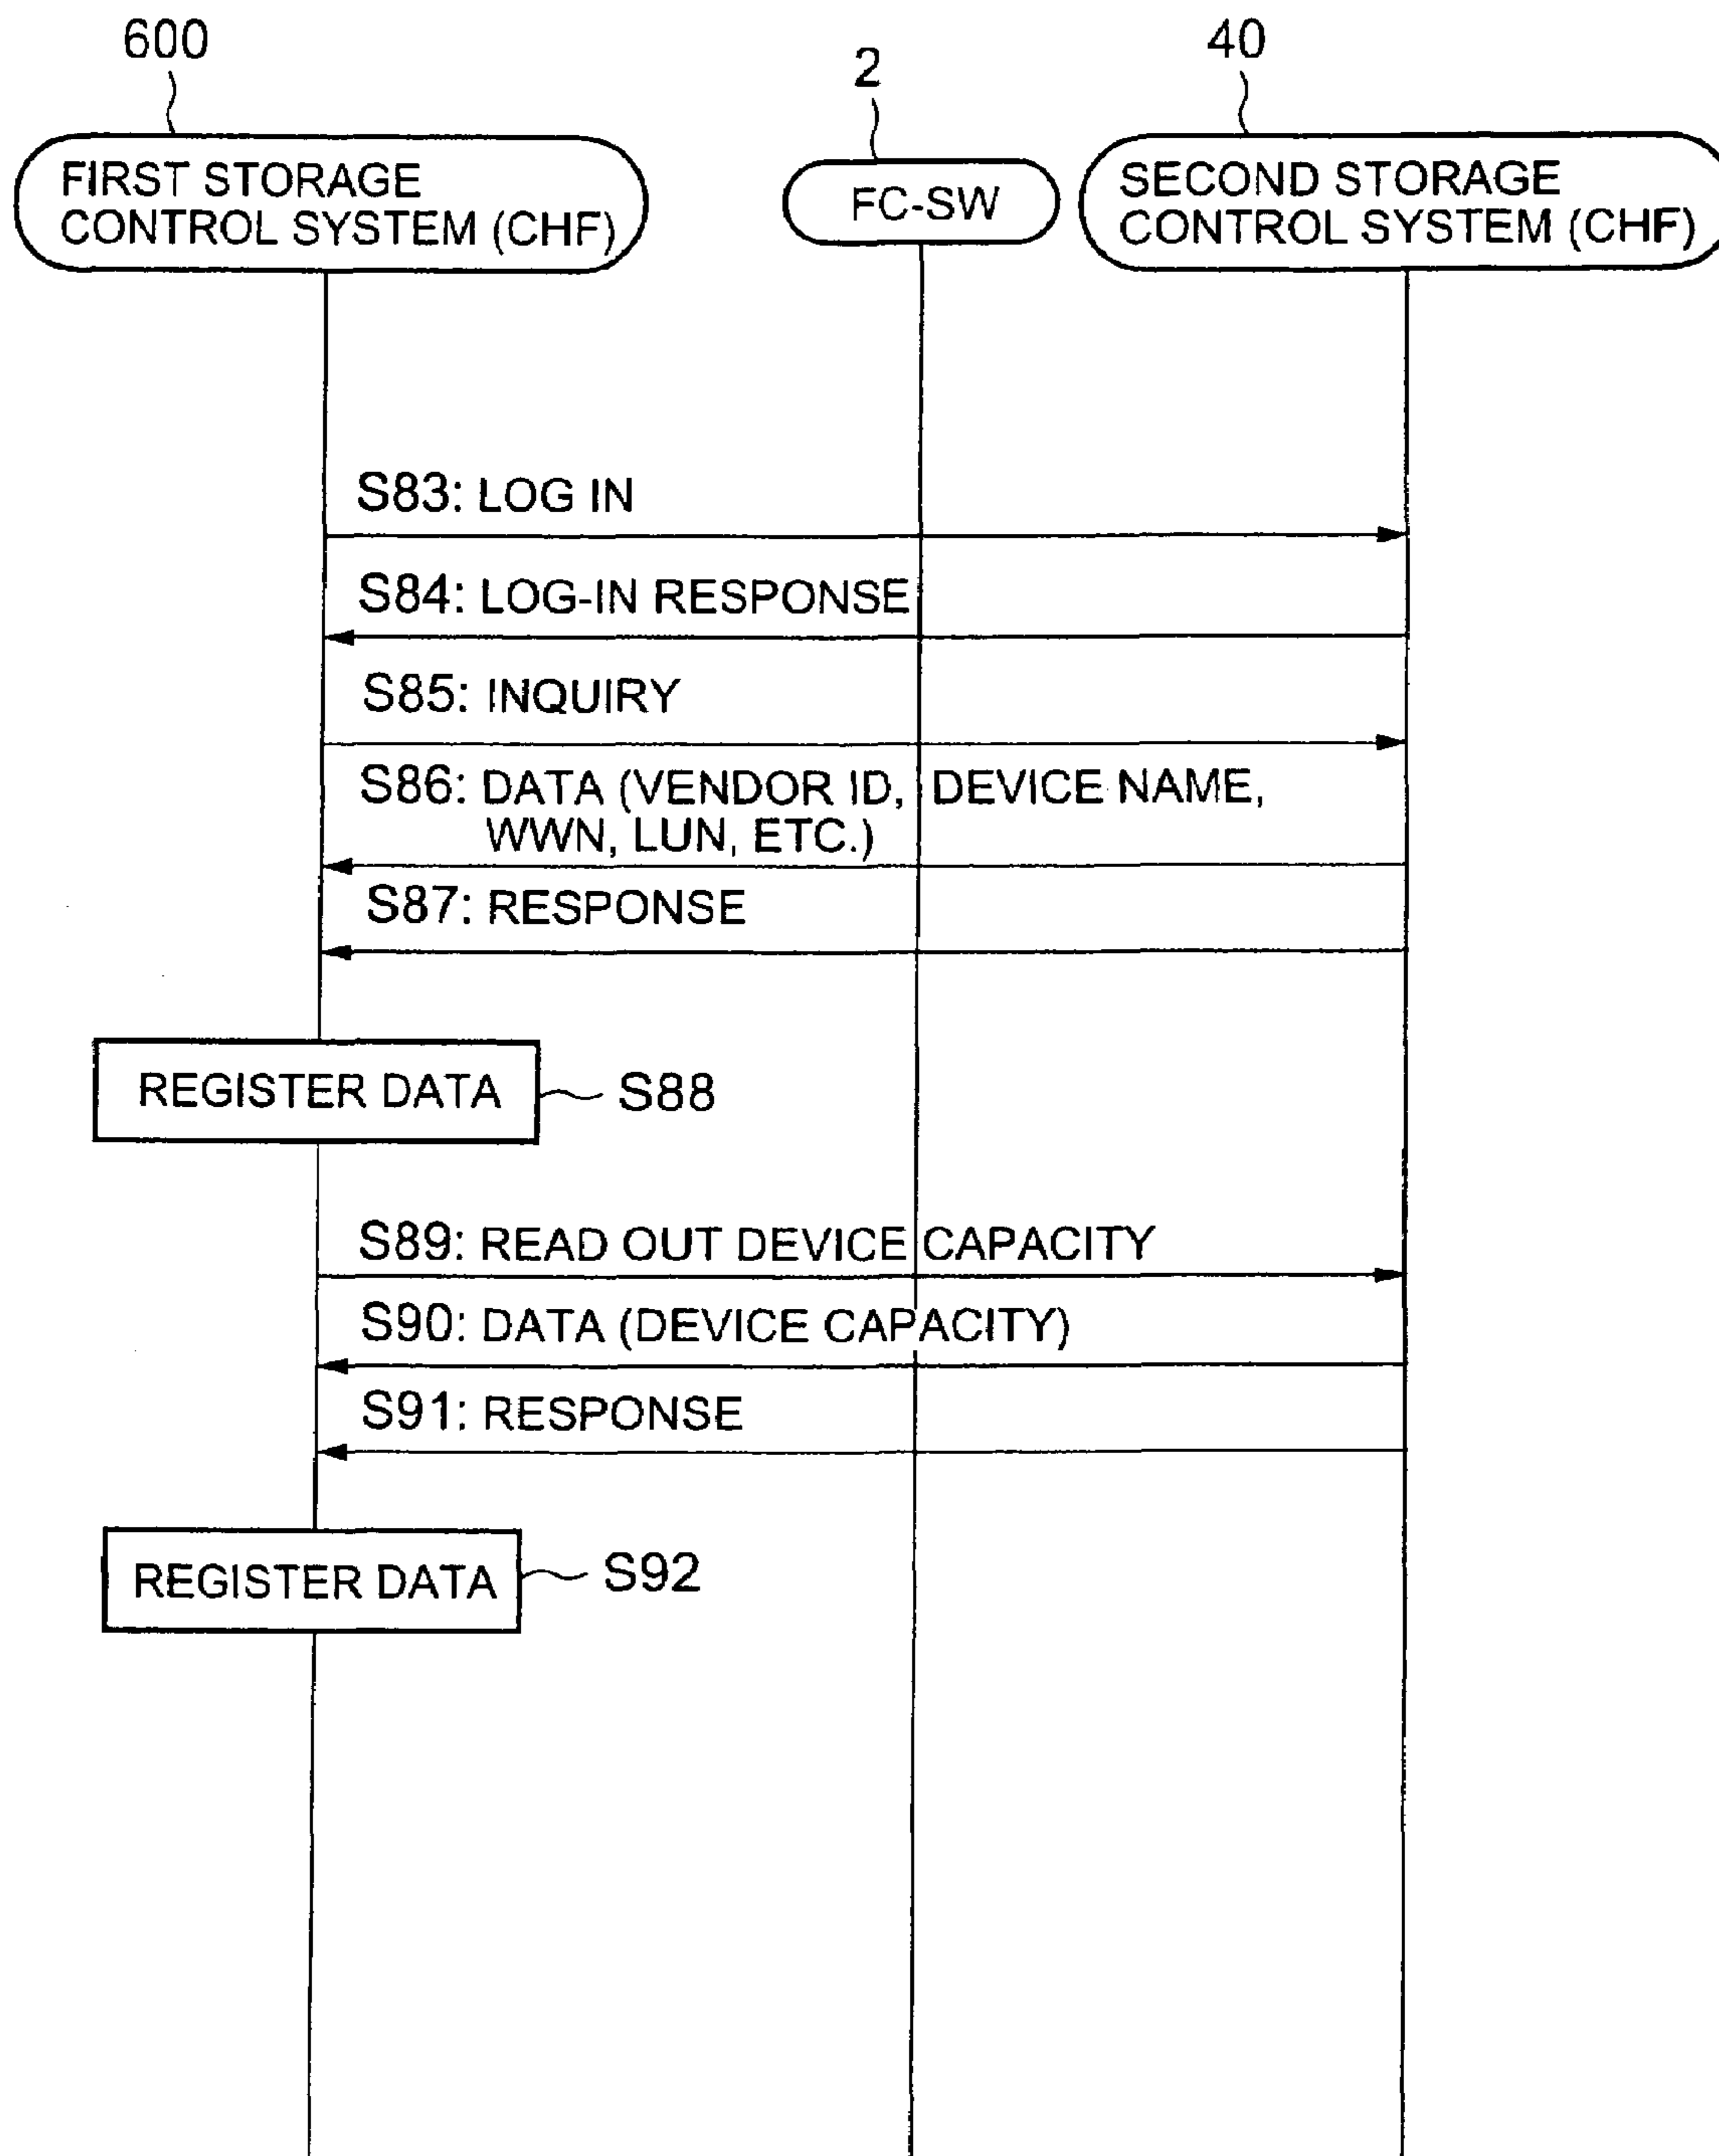 600
2
40
FIRST STORAGE
CONTROL SYSTEM (CHF)
FC-SW
SECOND STORAGE
CONTROL SYSTEM (CHF)
S83: LOG IN
S84: LOG-IN RESPONSE
S85: INQUIRY
S86: DATA (VENDOR ID, DEVICE NAME,
WWN, LUN, ETC.)
S87: RESPONSE
REGISTER DATA
S88
S89: READ OUT DEVICE CAPACITY
S90: DATA (DEVICE CAPACITY)
S91: RESPONSE
REGISTER DATA
S92